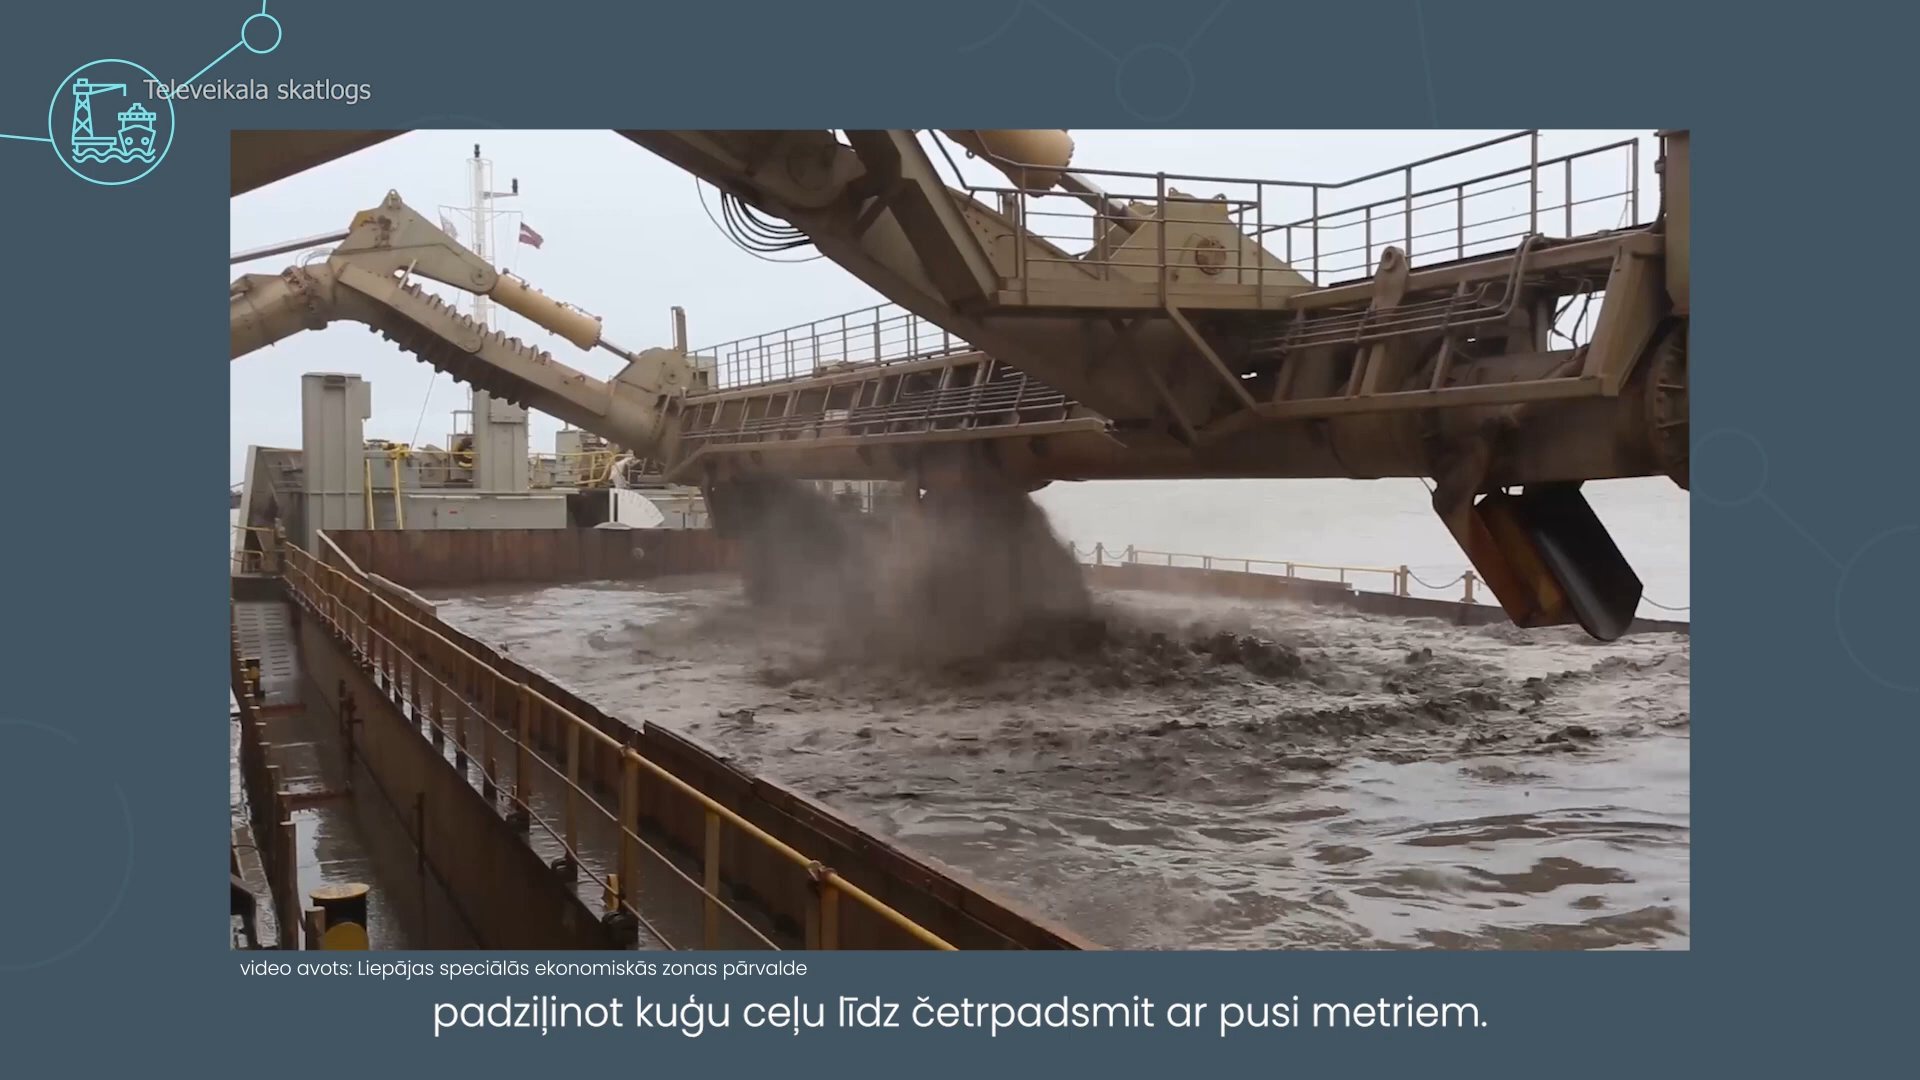 Televeikala skatlogs
video avots: Liepājas speciālās ekonomiskās zonas pārvalde
padziļinot kuģu ceļu līdz četrpadsmit ar pusi metriem.